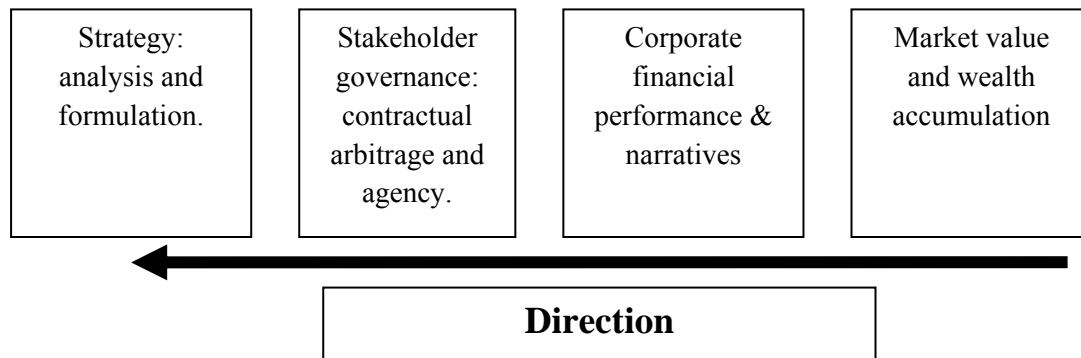 Strategy:
analysis and
formulation.
Stakeholder
governance:
contractual
arbitrage and
agency.
Corporate
financial
performance &
narratives
Market value
and wealth
accumulation
Direction